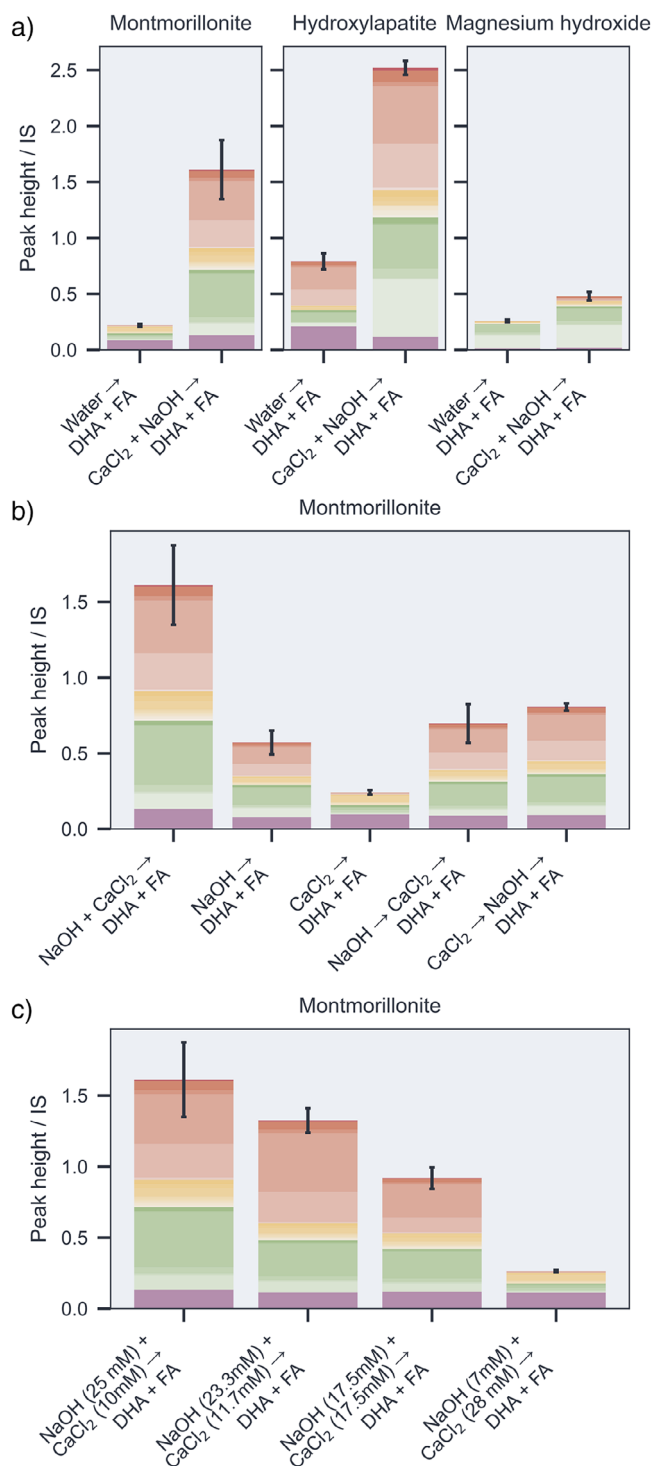 a)
Montmorillonite
Hydroxylapatite
Magnesium hydroxide
Peak height / IS
2.5
2.0
1.5
1.0
0.5
0.0
Water →
DHA + FA
CaCl₂ + NaOH →
DHA + FA
Water →
DHA + FA
CaCl₂ + NaOH →
DHA + FA
Water →
DHA + FA
CaCl₂ + NaOH →
DHA + FA
b)
Montmorillonite
Peak height / IS
1.5
1.0
0.5
0.0
NaOH + CaCl₂ →
DHA + FA
NaOH →
DHA + FA
CaCl₂ →
DHA + FA
NaOH → CaCl₂ →
DHA + FA
CaCl₂ → NaOH →
DHA + FA
c)
Montmorillonite
Peak height / IS
1.5
1.0
0.5
0.0
NaOH (25 mM) +
CaCl₂ (10mM) →
DHA + FA
NaOH (23.3mM) +
CaCl₂ (11.7mM) →
DHA + FA
NaOH (17.5mM) +
CaCl₂ (17.5mM) →
DHA + FA
NaOH (7mM) +
CaCl₂ (28 mM) →
DHA + FA